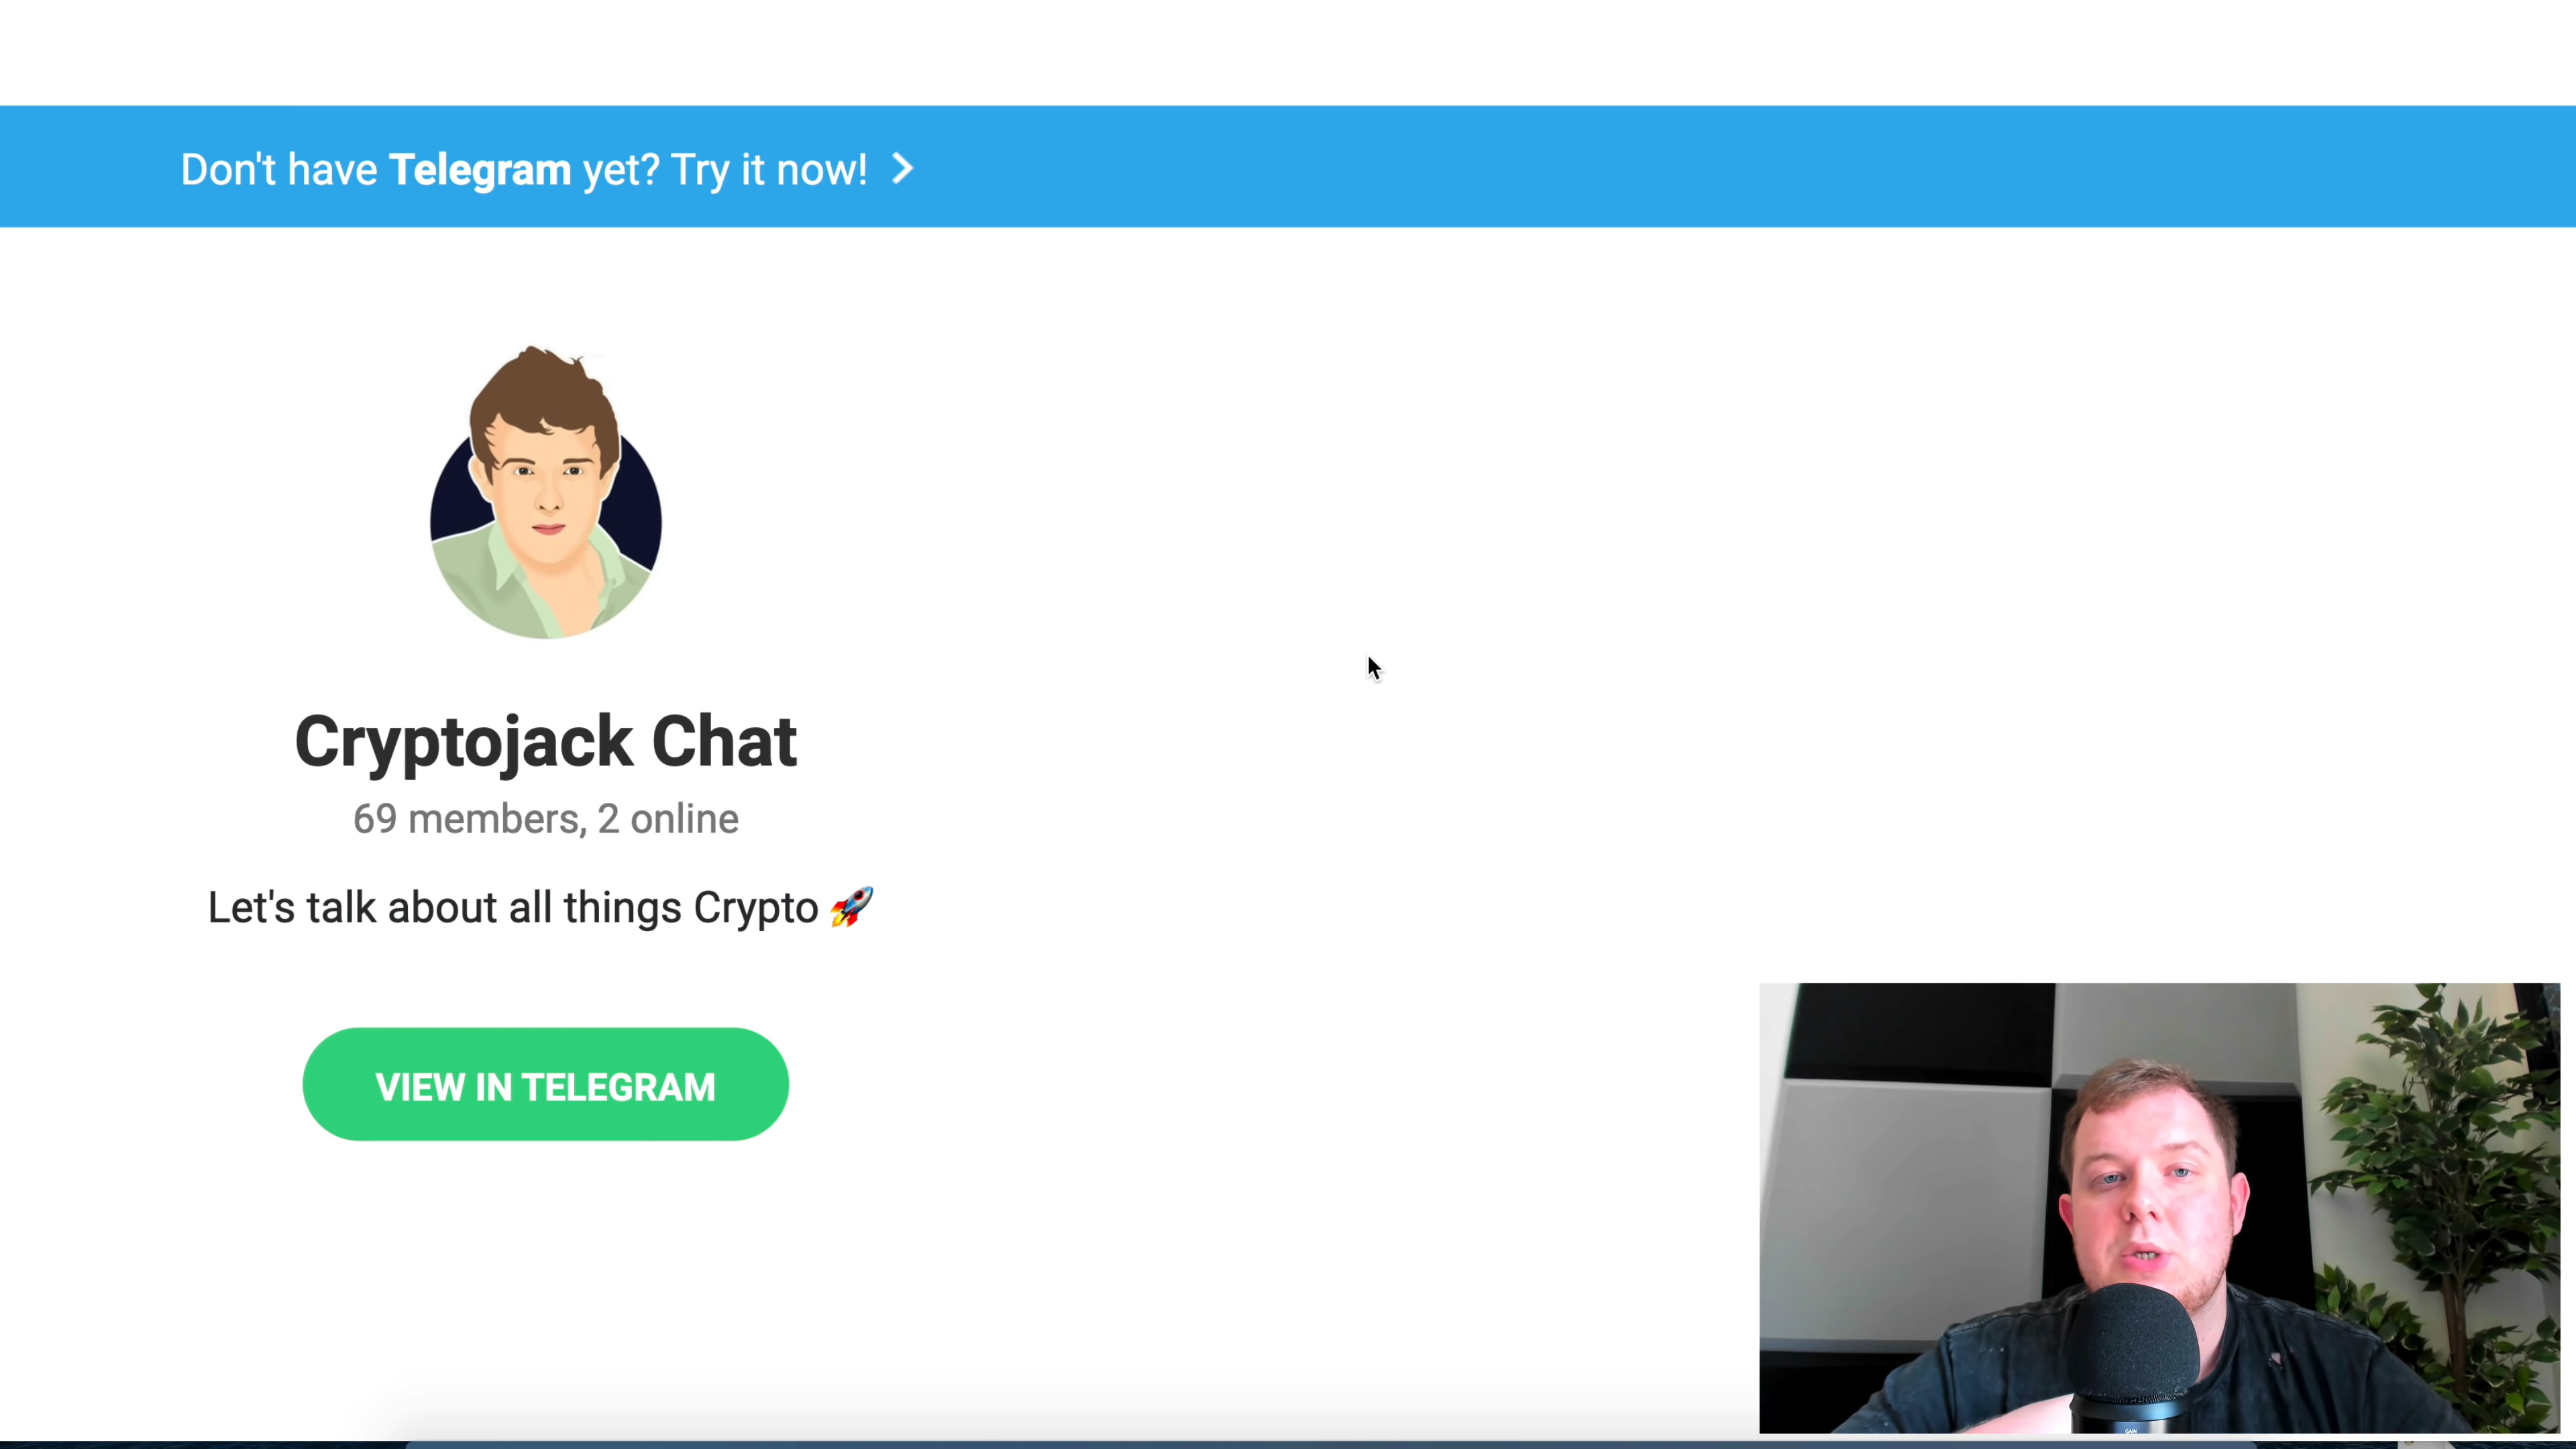 Don't have Telegram yet? Try it now!
Cryptojack Chat
69 members, 2 online
Let's talk about all things Crypto 🚀
VIEW IN TELEGRAM
GAIN